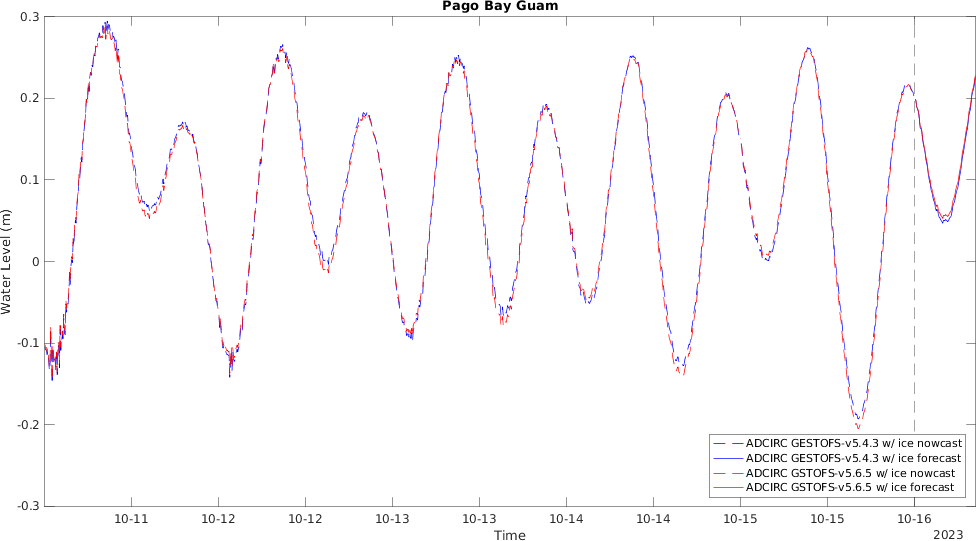 Pago Bay Guam
0.3
0.2
0.1
0
-0.1
-0.2
-0.3
Water Level (m)
ADCIRC GESTOFS-v5.4.3 w/ ice nowcast
ADCIRC GESTOFS-v5.4.3 w/ ice forecast
ADCIRC GSTOFS-v5.6.5 w/ ice nowcast
ADCIRC GSTOFS-v5.6.5 w/ ice forecast
10-11 10-12 10-12 10-13 10-13 10-14 10-14 10-15 10-15 10-16
Time
2023